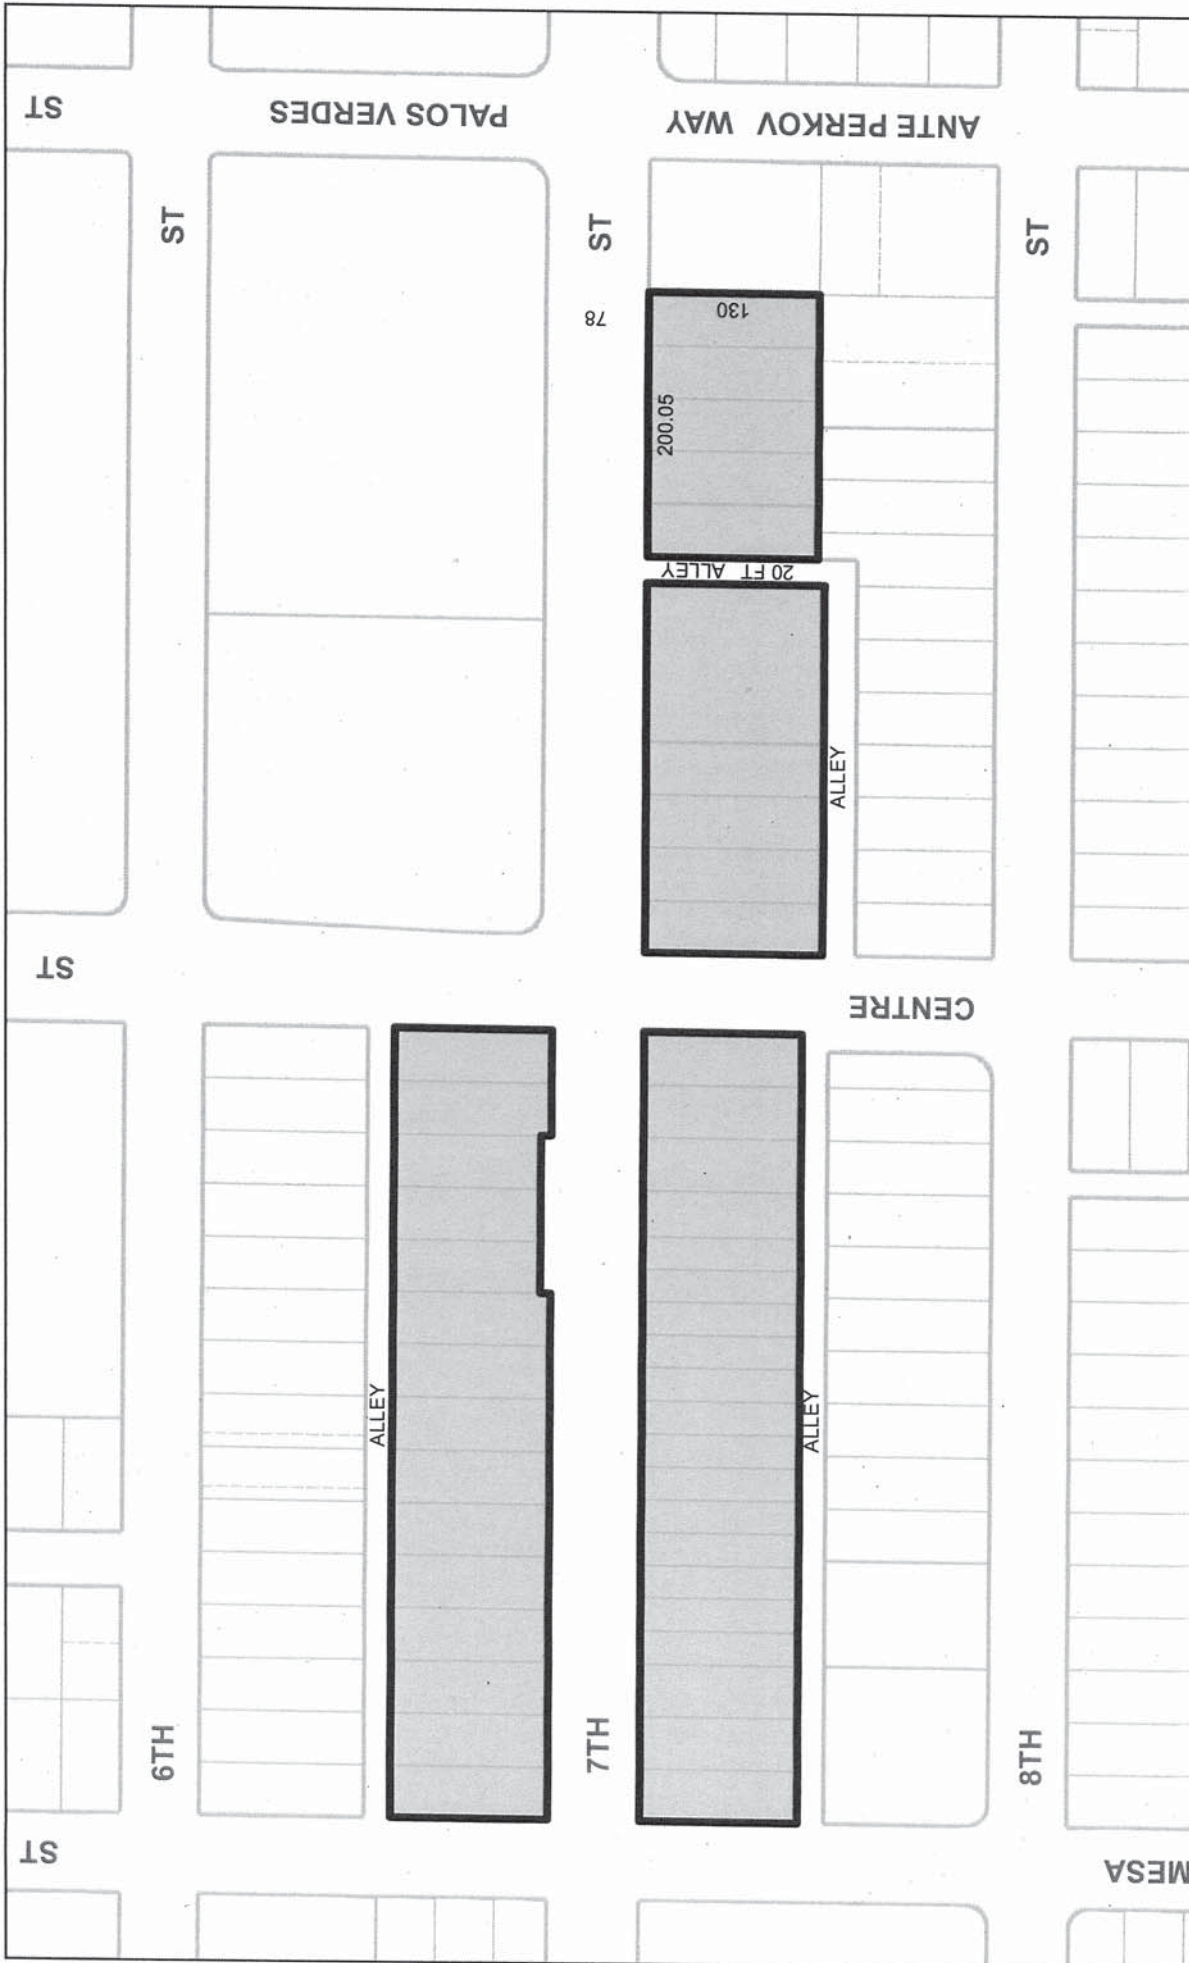 ST
PALOS VERDES
ANTE PERKOV WAY
ST
ST
ST
78
130
200.05
20 FT ALLEY
ALLEY
ST
CENTRE
ALLEY
ALLEY
6TH
7TH
8TH
ST
MESA